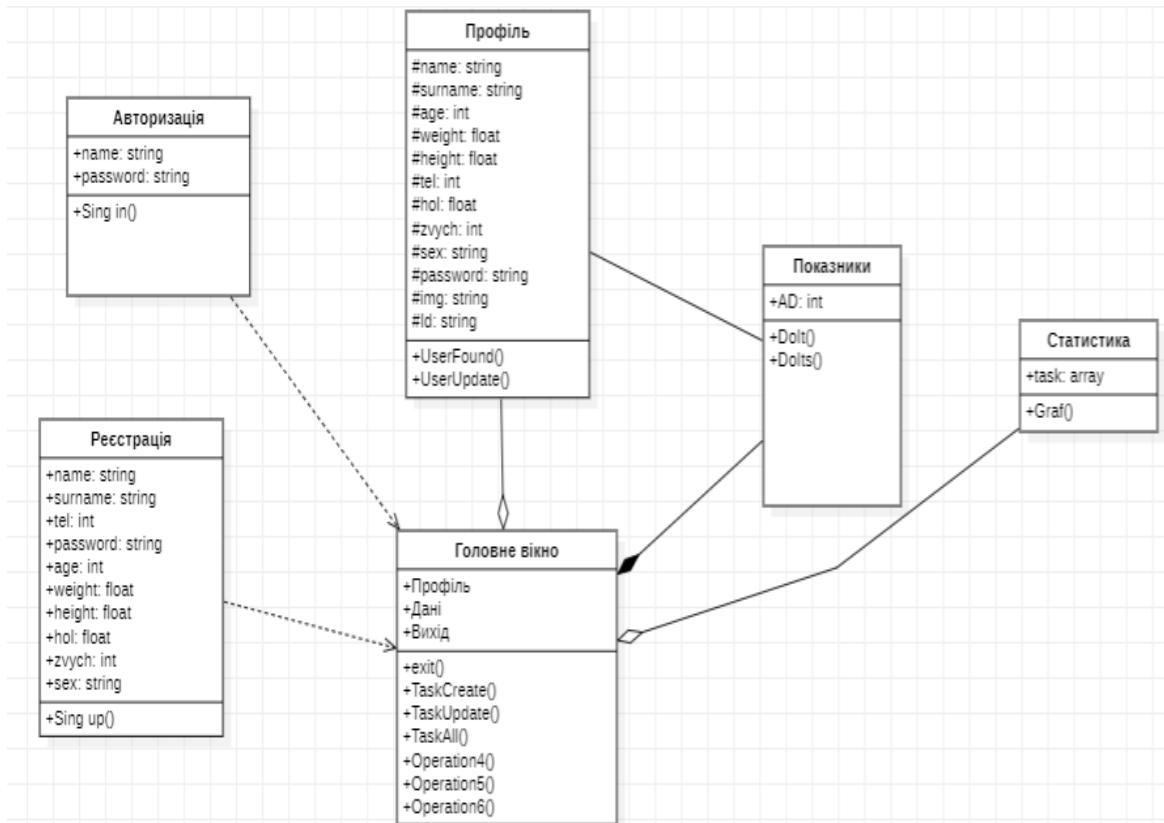 Профіль
#name: string
#surname: string
#age: int
#weight: float
#height: float
#tel: int
#hol: float
#zvych: int
#sex: string
#password: string
#img: string
#Id: string
+UserFound()
+UserUpdate()
Авторизація
+name: string
+password: string
+Sing in()
Показники
+AD: int
+DoIt()
+DoIts()
Статистика
+task: array
+Graf()
Реєстрація
+name: string
+surname: string
+tel: int
+password: string
+age: int
+weight: float
+height: float
+hol: float
+zvych: int
+sex: string
+Sing up()
Головне вікно
+Профіль
+Дані
+Вихід
+exit()
+TaskCreate()
+TaskUpdate()
+TaskAll()
+Operation4()
+Operation5()
+Operation6()